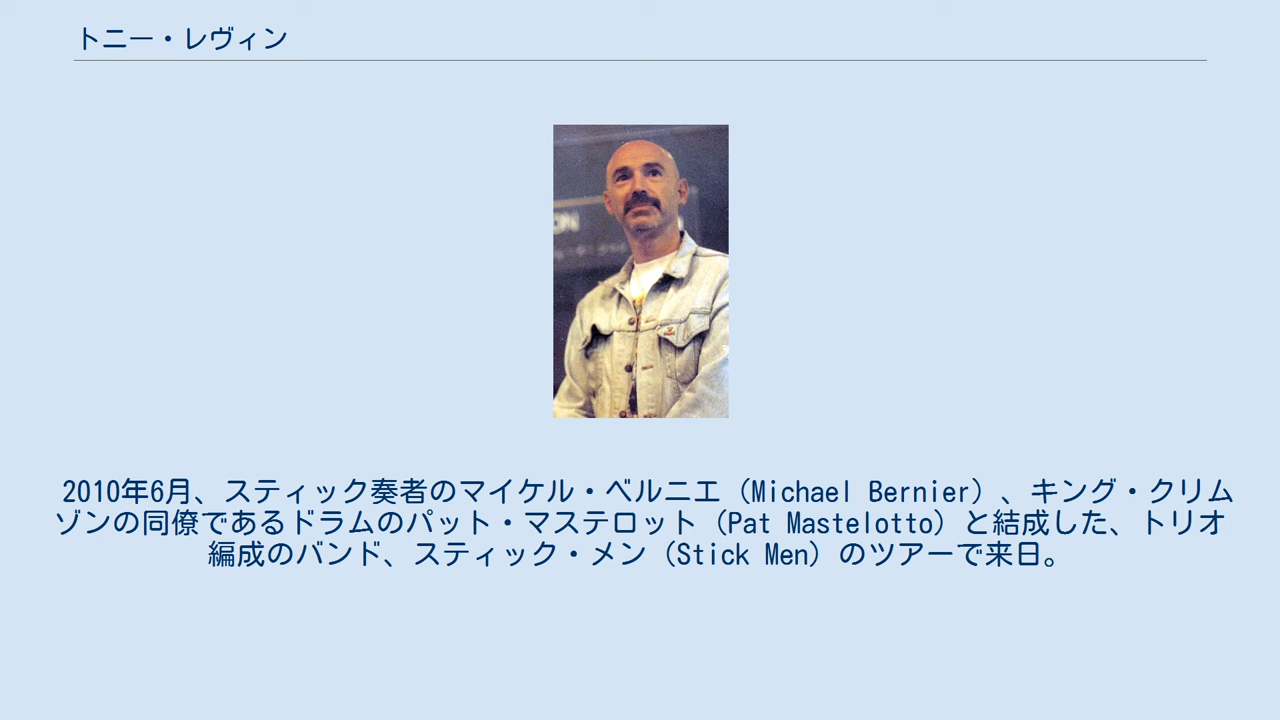 トニー・レヴィン
2010年6月、スティック奏者のマイケル・ベルニエ（Michael Bernier）、キング・クリム
ゾンの同僚であるドラムのパット・マステロット（Pat Mastelotto）と結成した、トリオ
編成のバンド、スティック・メン（Stick Men）のツアーで来日。